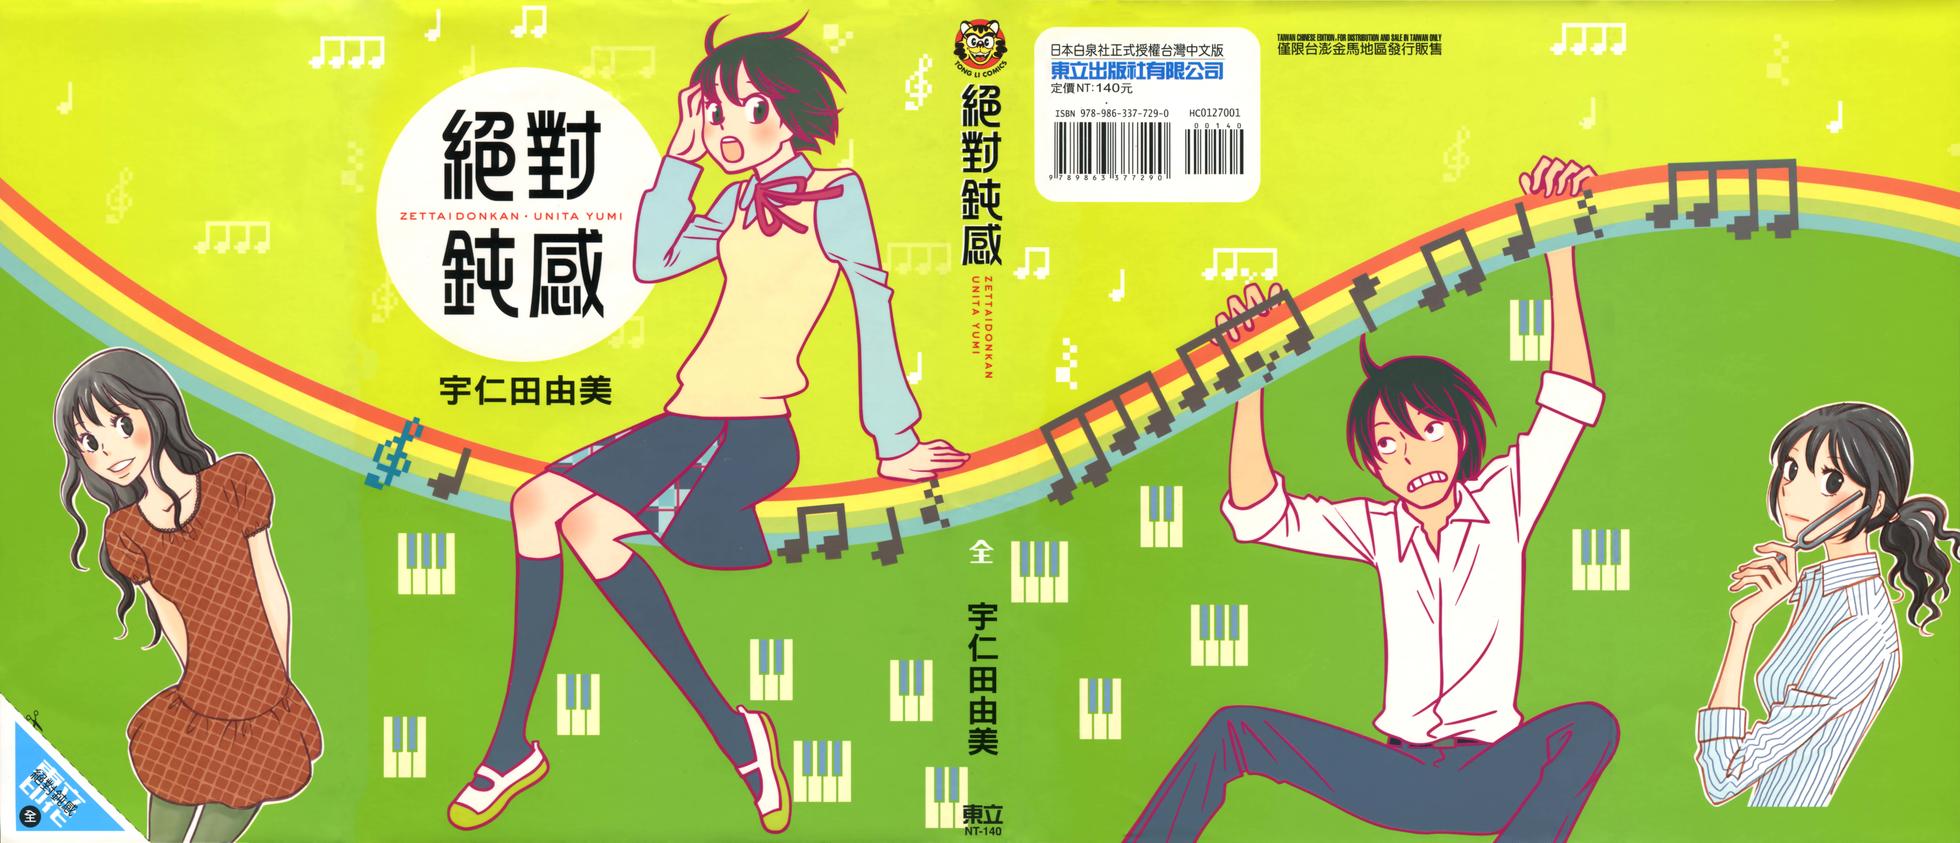 絕對
ZETTAIDONKAN・UNITA YUMI
鈍感
宇仁田由美
絕對鈍感
全
TONG LI COMICS
絕對鈍感
ZETTAIDONKAN
UNITA YUMI
全
宇仁田由美
東立
NT-140
日本白泉社正式授權台灣中文版
東立出版社有限公司
定價NT:140元
ISBN 978-986-337-729-0 HC0127001
00140
9789863377290
TAIWAN CHINESE EDITION. FOR DISTRIBUTION AND SALE IN TAIWAN ONLY
僅限台澎金馬地區發行販售